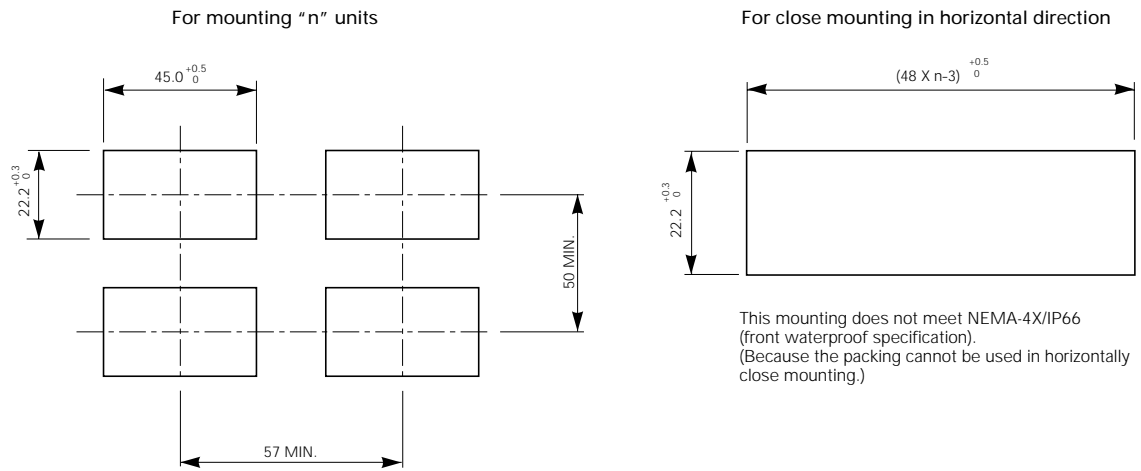 For mounting “n” units
45.0 +0.5 0
22.2 +0.3 0
50 MIN.
57 MIN.
For close mounting in horizontal direction
(48 X n-3) +0.5 0
22.2 +0.3 0
This mounting does not meet NEMA-4X/IP66
(front waterproof specification).
(Because the packing cannot be used in horizontally
close mounting.)